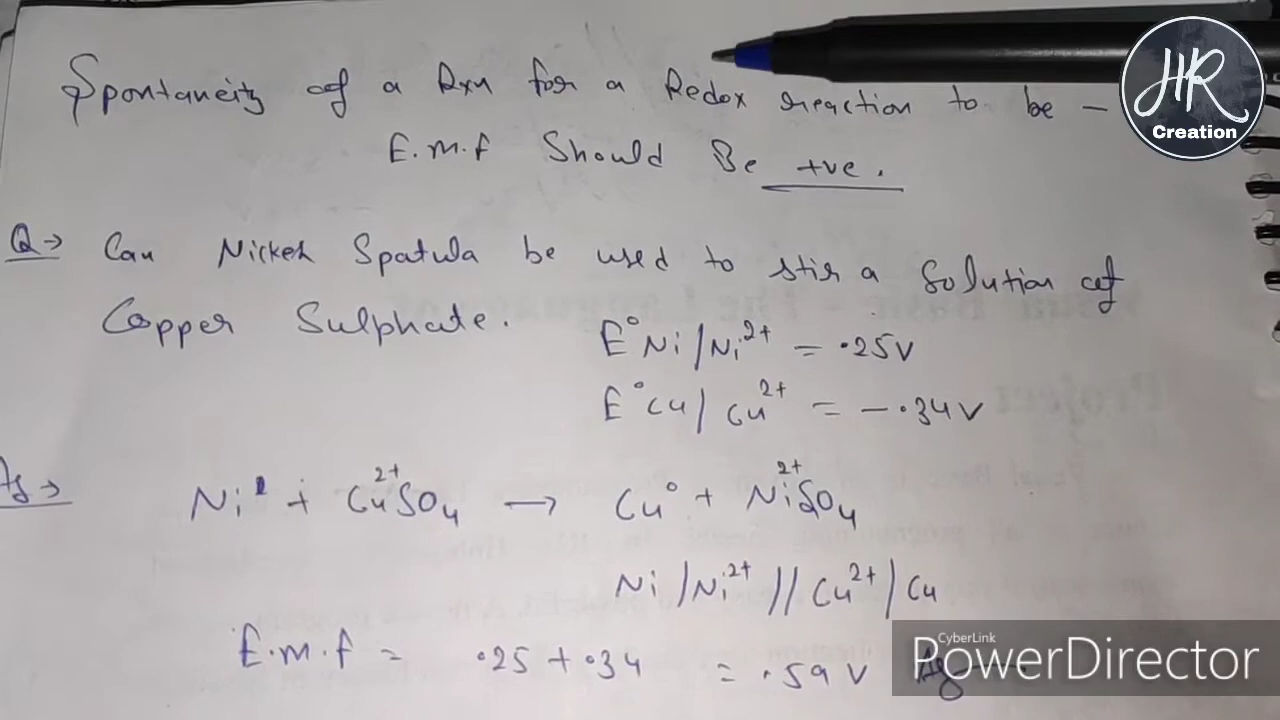 Spontaneity of a Rxn for a Redox reaction to be -
E.m.f Should Be +ve.
HR
Creation
Q→ Can Nickel Spatula be used to stir a Solution of
Copper Sulphate.
E° Ni/Ni²⁺ = .25V
E° Cu/Cu²⁺ = - .34V
→ Ni + Cu²⁺SO₄ → Cu° + Ni²⁺SO₄
Ni/Ni²⁺//Cu²⁺/Cu
E.m.f = .25 + .34 = .59 V
CyberLink
PowerDirector